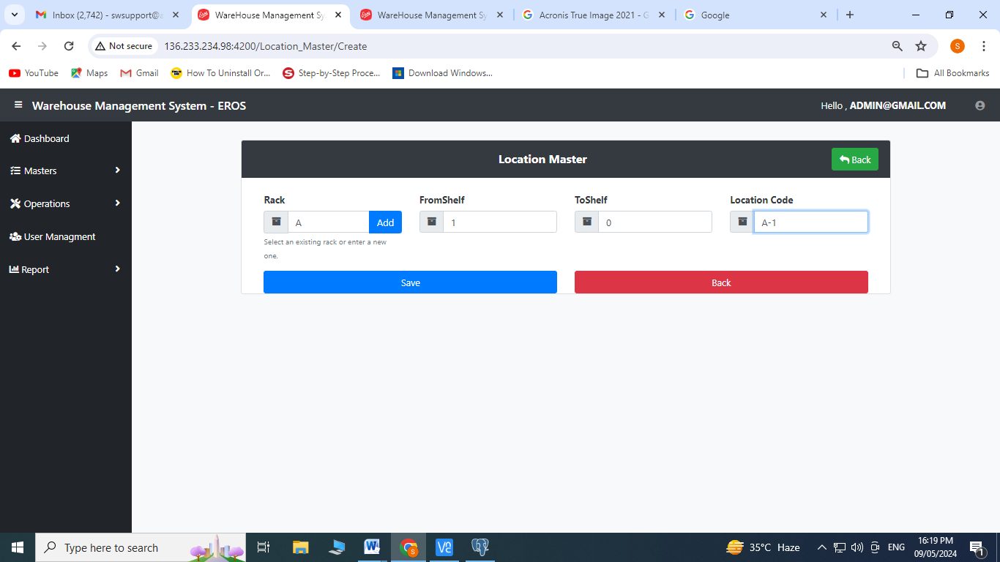 Inbox (2,742) - swsupport@a
WareHouse Management Sy
WareHouse Management Sy
Acronis True Image 2021 - G
Google
Not secure
136.233.234.98:4200/Location_Master/Create
S
YouTube
Maps
Gmail
How To Uninstall Or...
Step-by-Step Proce...
Download Windows...
All Bookmarks
Warehouse Management System - EROS
Hello , ADMIN@GMAIL.COM
Dashboard
Masters
Operations
User Managment
Report
Location Master
Back
Rack
FromShelf
ToShelf
Location Code
A
Add
1
0
A-1
Select an existing rack or enter a new
one.
Save
Back
Type here to search
35°C Haze
ENG
16:19 PM
09/05/2024
1